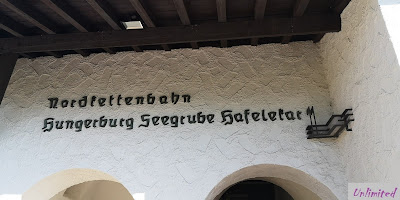 Nordkettenbahn
Hungerburg Seegrube Hafelekar
Unlimited